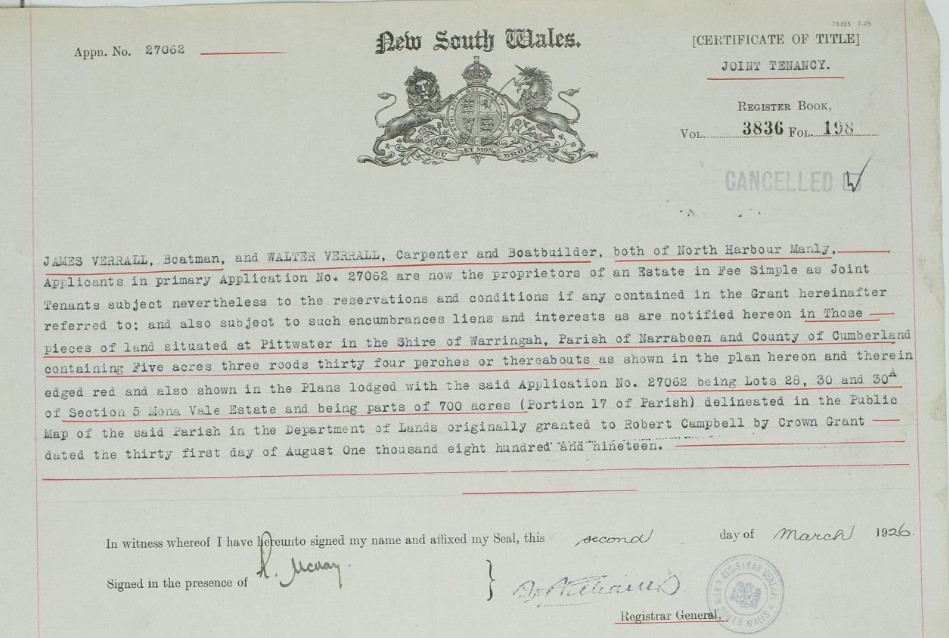 Appn. No. 27062
New South Wales.
DIEU ET MON DROIT
[CERTIFICATE OF TITLE]
JOINT TENANCY.
REGISTER BOOK,
VOL. 3836 FOL. 198
CANCELLED
JAMES VERRALL, Boatman, and WALTER VERRALL, Carpenter and Boatbuilder, both of North Harbour Manly,
Applicants in primary Application No. 27062 are now the proprietors of an Estate in Fee Simple as Joint
Tenants subject nevertheless to the reservations and conditions if any contained in the Grant hereinafter
referred to; and also subject to such encumbrances liens and interests as are notified hereon in Those
pieces of land situated at Pittwater in the Shire of Warringah, Parish of Narrabeen and County of Cumberland
containing Five acres three roods thirty four perches or thereabouts as shown in the plan hereon and therein
edged red and also shown in the Plans lodged with the said Application No. 27062 being Lots 28, 30 and 30A
of Section 5 Mona Vale Estate and being parts of 700 acres (Portion 17 of Parish) delineated in the Public
Map of the said Parish in the Department of Lands originally granted to Robert Campbell by Crown Grant
dated the thirty first day of August One thousand eight hundred and nineteen.
In witness whereof I have hereunto signed my name and affixed my Seal, this second day of March 1926.
Signed in the presence of
Registrar General.